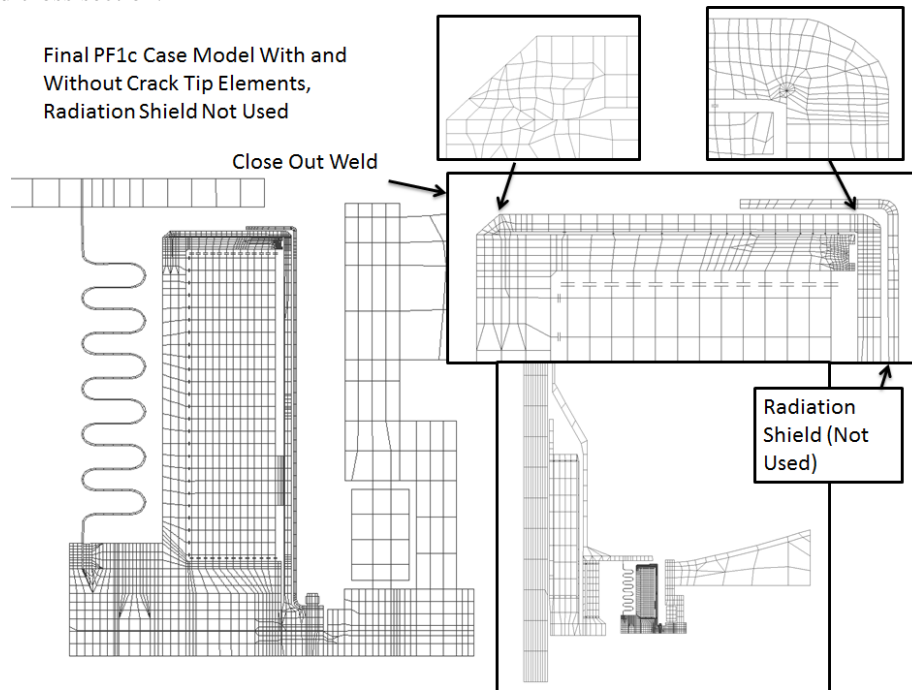 Final PF1c Case Model With and
Without Crack Tip Elements,
Radiation Shield Not Used
Close Out Weld
Radiation
Shield (Not
Used)